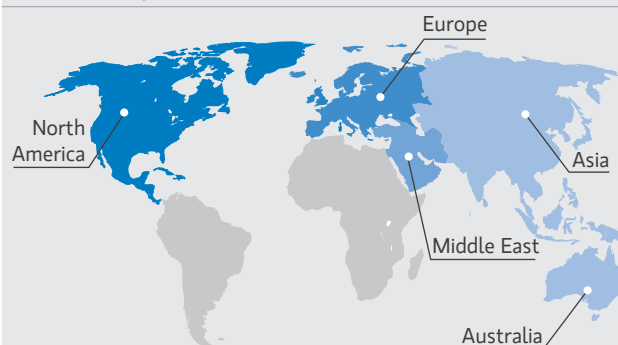 Europe
North
America
Asia
Middle East
Australia